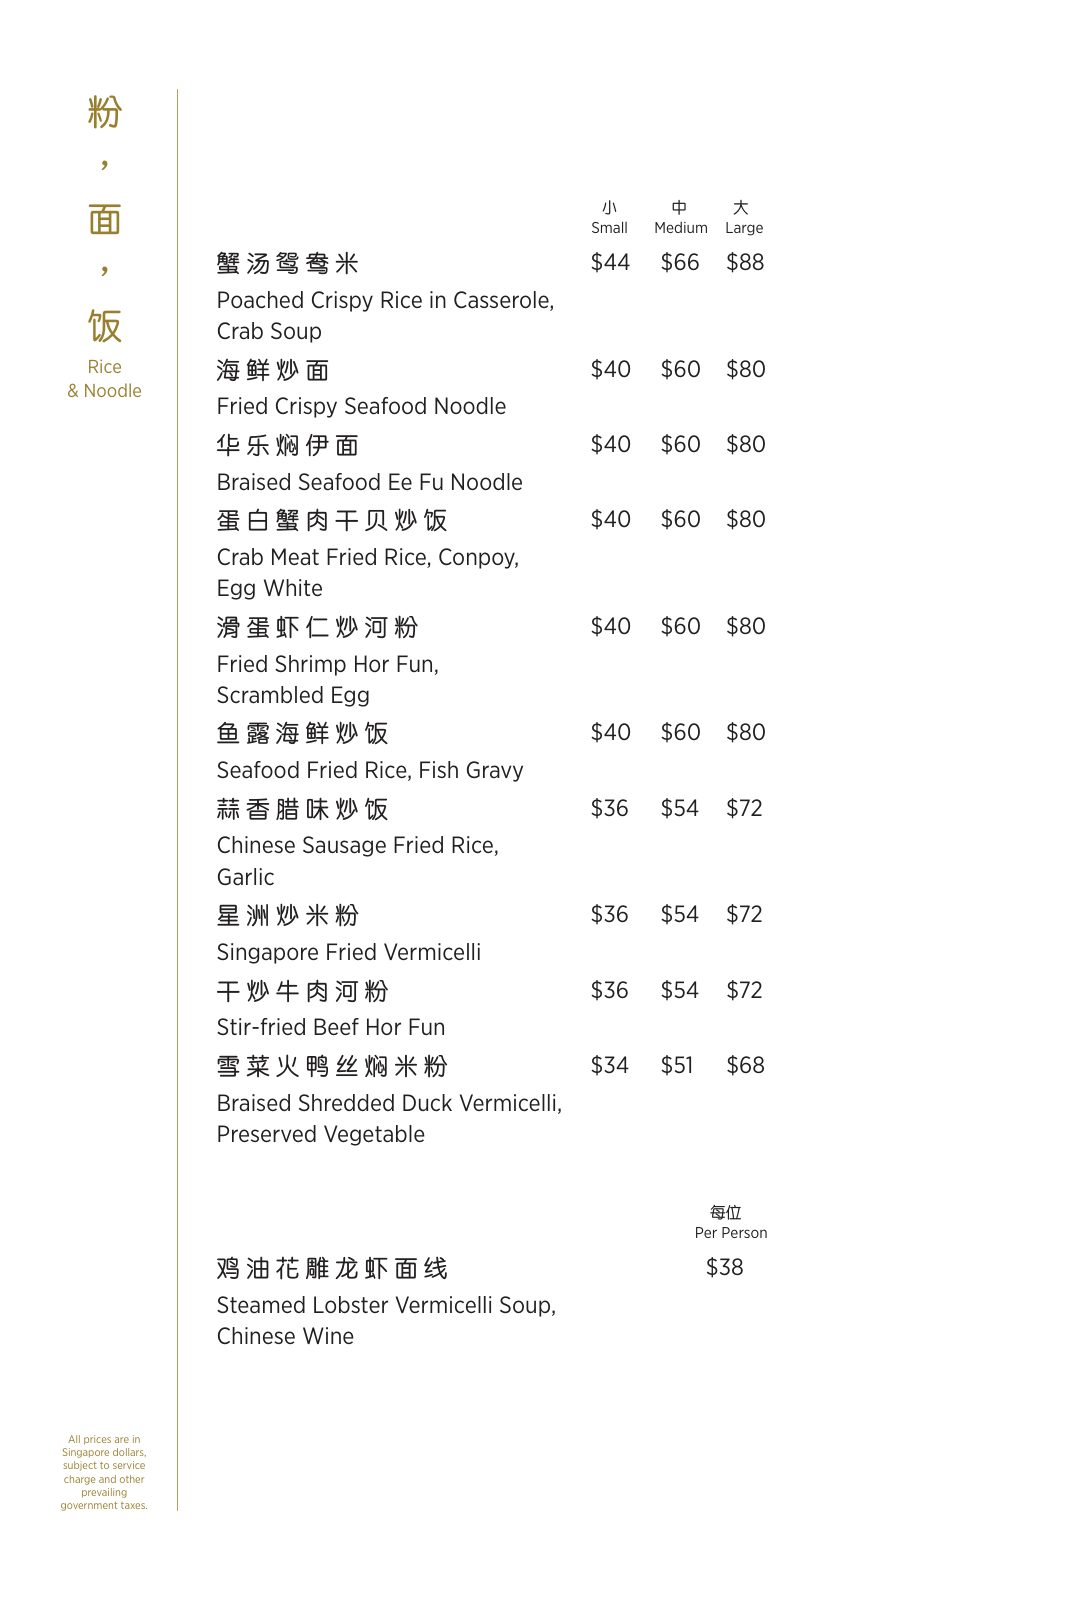 粉，面，饭
Rice
& Noodle
小 中 大
Small Medium Large
蟹汤鸳鸯米 $44 $66 $88
Poached Crispy Rice in Casserole,
Crab Soup
海鲜炒面 $40 $60 $80
Fried Crispy Seafood Noodle
华乐焖伊面 $40 $60 $80
Braised Seafood Ee Fu Noodle
蛋白蟹肉干贝炒饭 $40 $60 $80
Crab Meat Fried Rice, Conpoy,
Egg White
滑蛋虾仁炒河粉 $40 $60 $80
Fried Shrimp Hor Fun,
Scrambled Egg
鱼露海鲜炒饭 $40 $60 $80
Seafood Fried Rice, Fish Gravy
蒜香腊味炒饭 $36 $54 $72
Chinese Sausage Fried Rice,
Garlic
星洲炒米粉 $36 $54 $72
Singapore Fried Vermicelli
干炒牛肉河粉 $36 $54 $72
Stir-fried Beef Hor Fun
雪菜火鸭丝焖米粉 $34 $51 $68
Braised Shredded Duck Vermicelli,
Preserved Vegetable
每位
Per Person
鸡油花雕龙虾面线 $38
Steamed Lobster Vermicelli Soup,
Chinese Wine
All prices are in
Singapore dollars,
subject to service
charge and other
prevailing
government taxes.